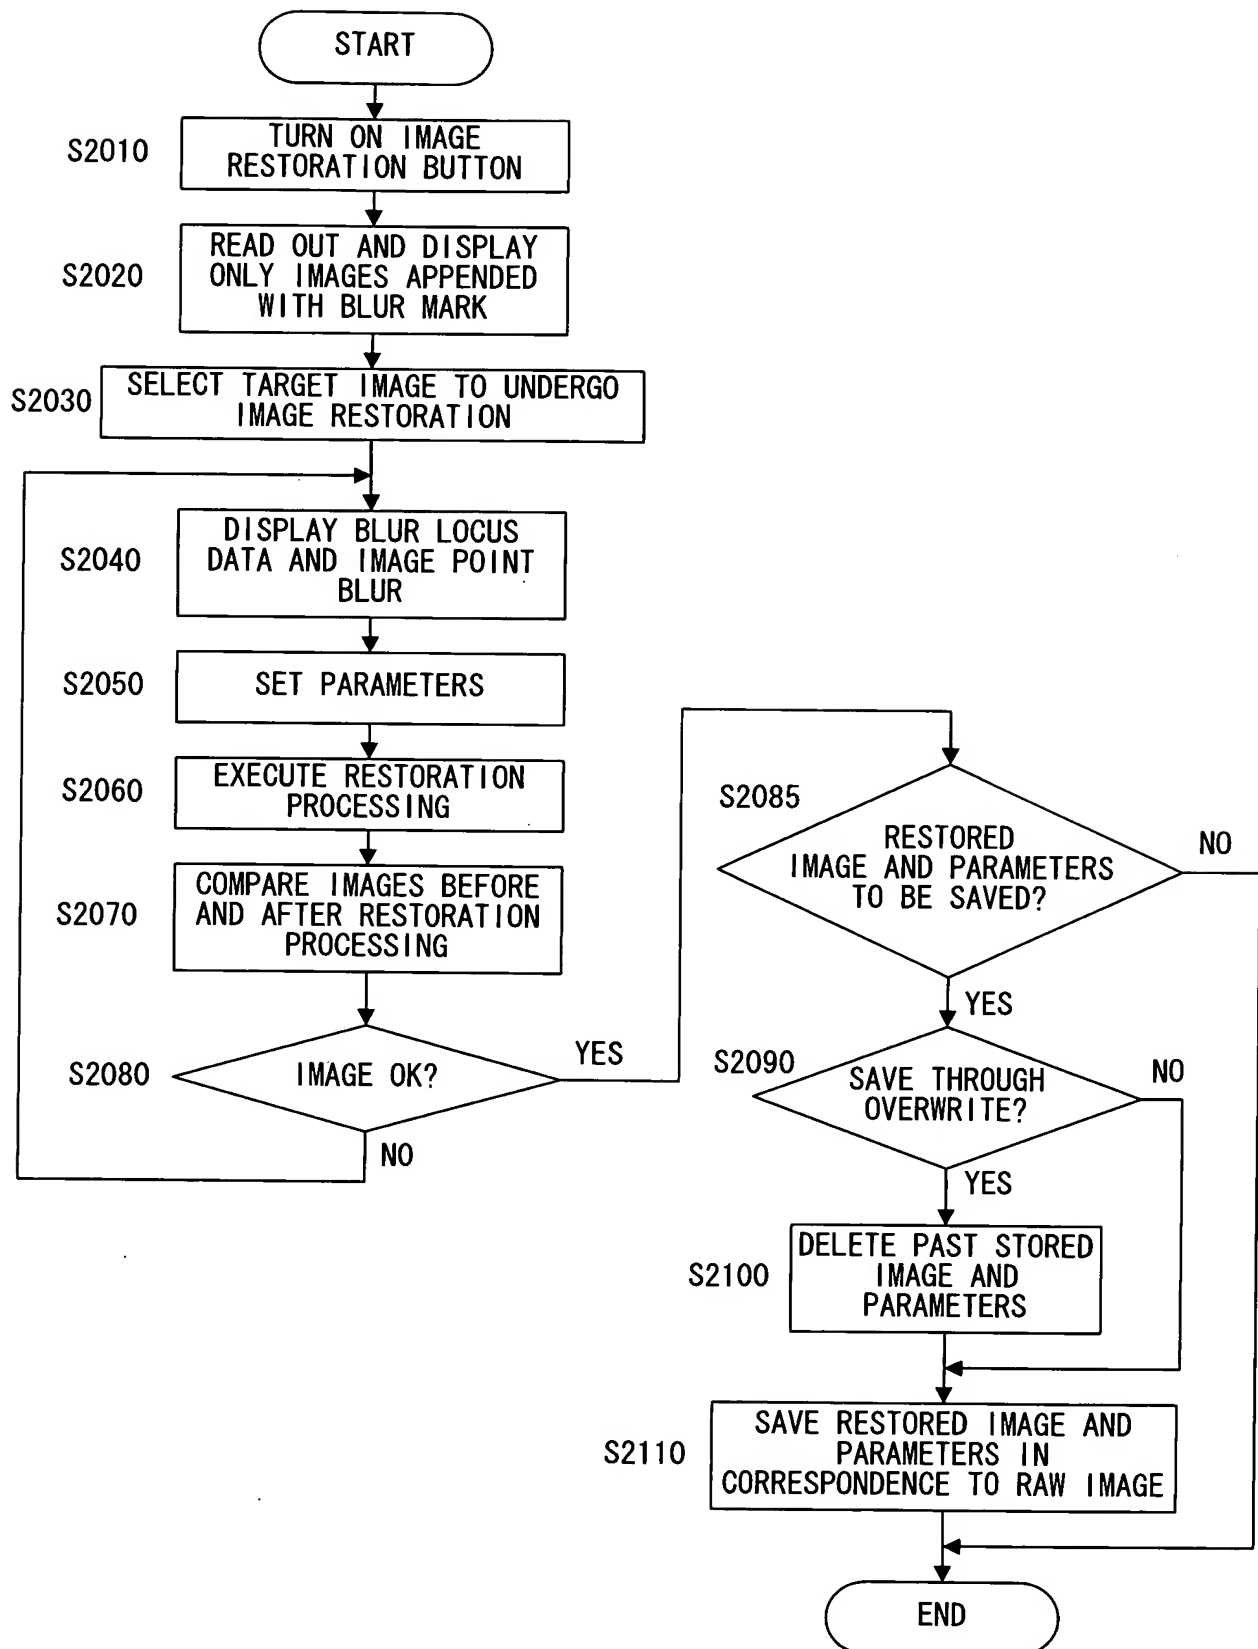 START
S2010
TURN ON IMAGE
RESTORATION BUTTON
S2020
READ OUT AND DISPLAY
ONLY IMAGES APPENDED
WITH BLUR MARK
S2030
SELECT TARGET IMAGE TO UNDERGO
IMAGE RESTORATION
S2040
DISPLAY BLUR LOCUS
DATA AND IMAGE POINT
BLUR
S2050
SET PARAMETERS
S2060
EXECUTE RESTORATION
PROCESSING
S2070
COMPARE IMAGES BEFORE
AND AFTER RESTORATION
PROCESSING
S2080
IMAGE OK?
YES
NO
S2085
RESTORED
IMAGE AND PARAMETERS
TO BE SAVED?
NO
YES
S2090
SAVE THROUGH
OVERWRITE?
NO
YES
S2100
DELETE PAST STORED
IMAGE AND
PARAMETERS
S2110
SAVE RESTORED IMAGE AND
PARAMETERS IN
CORRESPONDENCE TO RAW IMAGE
END